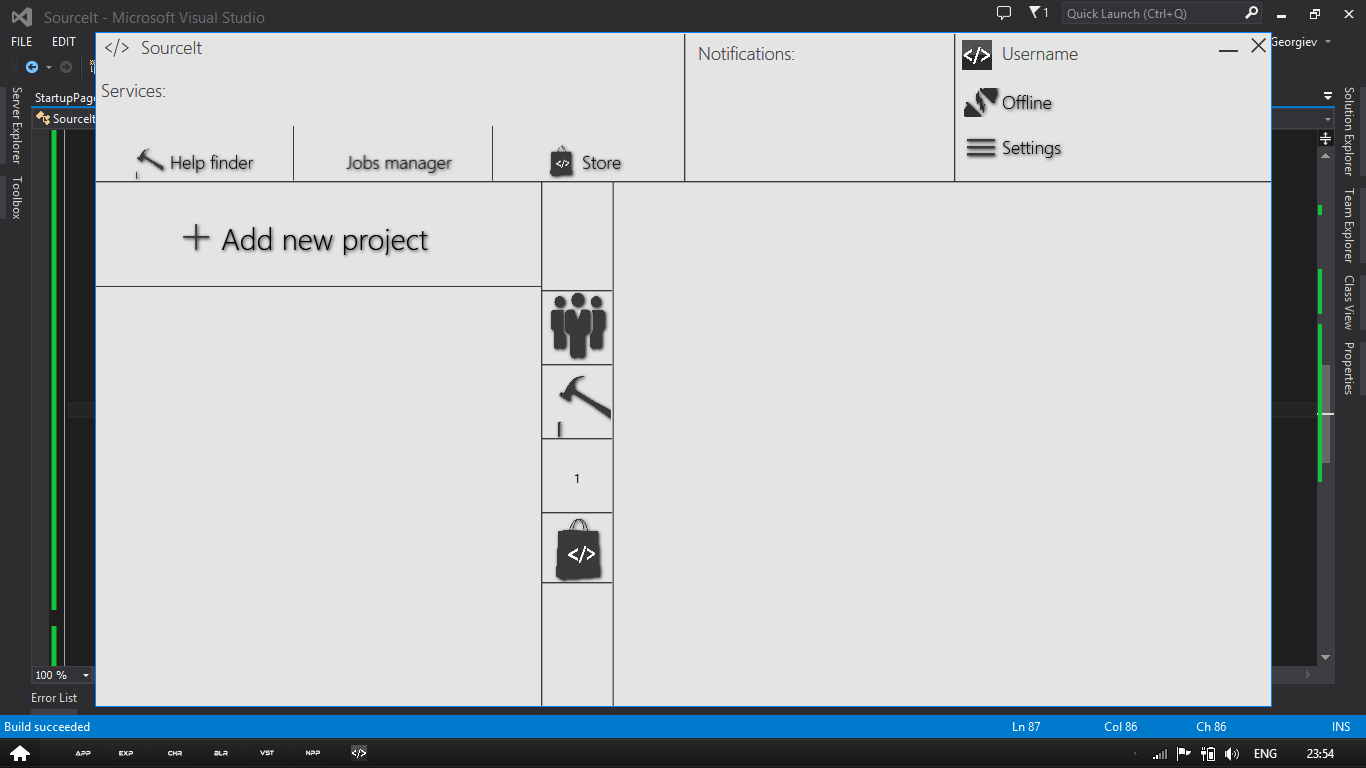 SourceIt - Microsoft Visual Studio
1
Quick Launch (Ctrl+Q)
FILE
EDIT
Georgiev
</> SourceIt
Notifications:
</> Username
Services:
Offline
Settings
Help finder
Jobs manager
</> Store
StartupPag
SourceIt
Server Explorer
Toolbox
Solution Explorer
Team Explorer
Class View
Properties
+ Add new project
1
</>
100 %
Error List
Build succeeded
Ln 87
Col 86
Ch 86
INS
APP
EXP
CHR
BLR
VST
NPP
</>
ENG
23:54